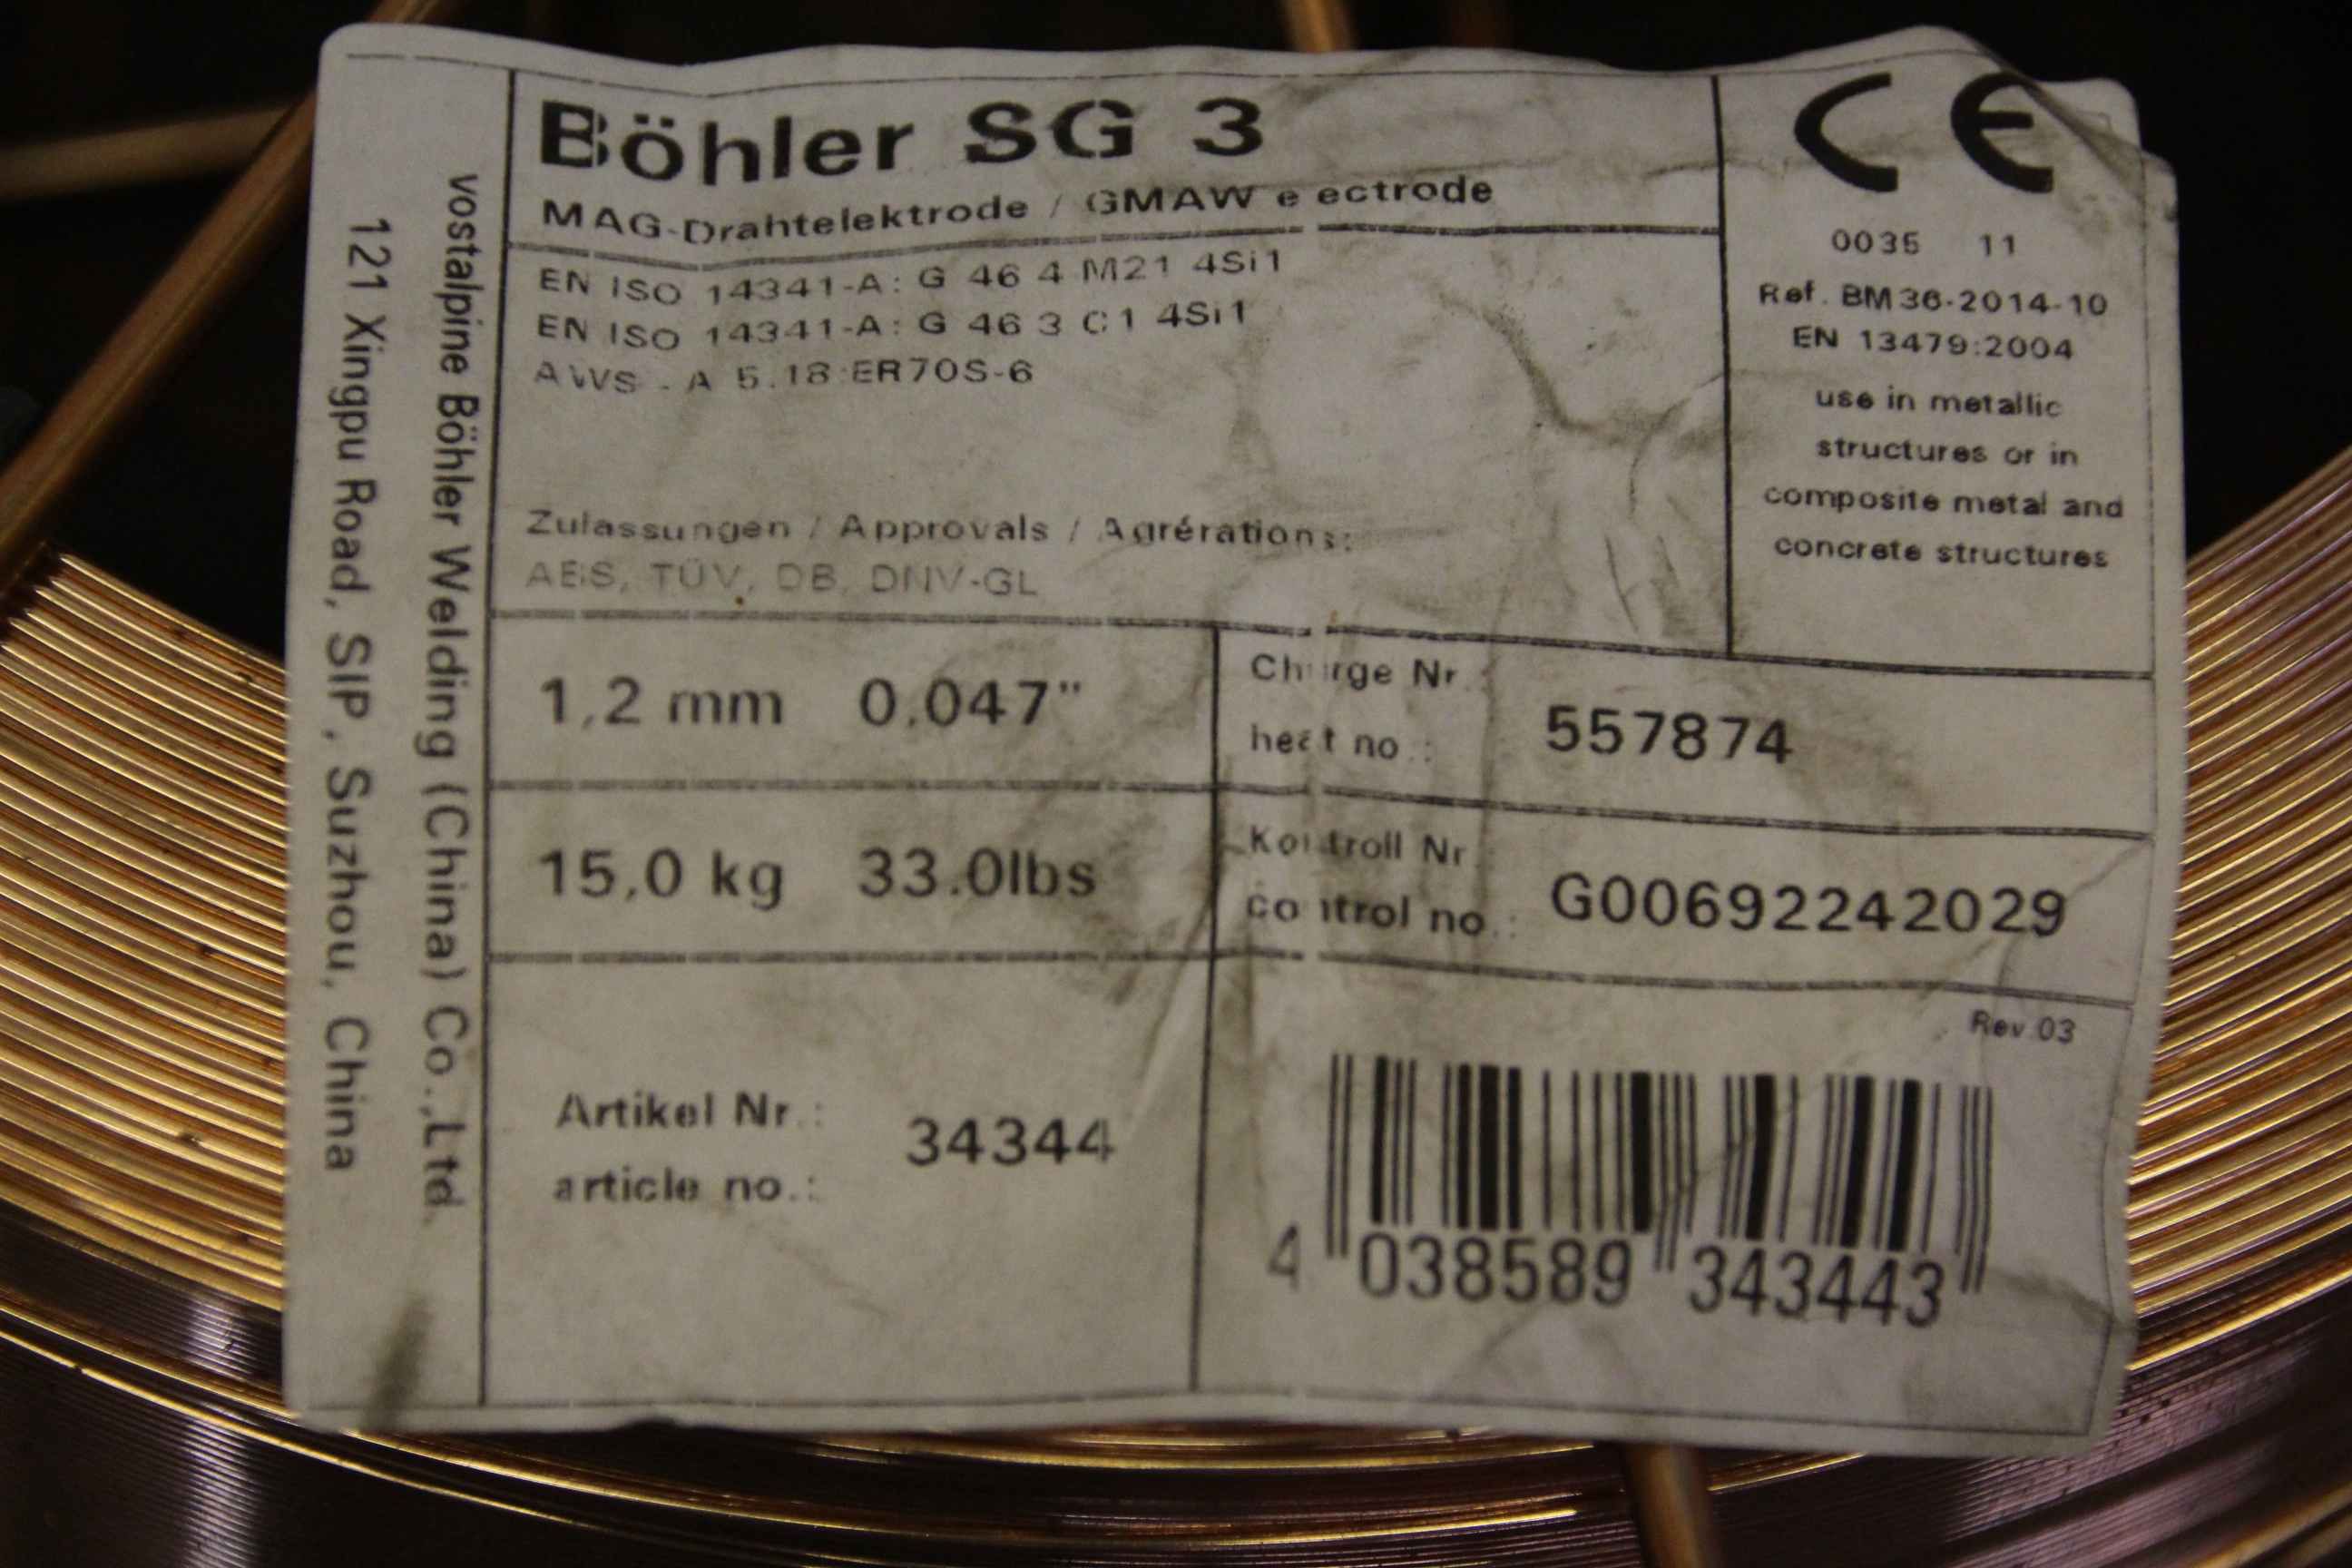 Böhler SG 3
MAG-Drahtelektrode / GMAW electrode
EN ISO 14341-A: G 46 4 M21 4Si1
EN ISO 14341-A: G 46 3 C1 4Si1
AWS - A 5.18:ER70S-6
Zulassungen / Approvals / Agrérations:
ABS, TÜV, DB, DNV-GL
CE
0035 11
Ref. BM36-2014-10
EN 13479:2004
use in metallic
structures or in
composite metal and
concrete structures
1,2 mm 0.047"
Charge Nr.:
heat no.:
557874
15,0 kg 33.0lbs
Kontroll Nr.
control no.:
G00692242029
Artikel Nr.:
article no.:
34344
Rev.03
4 038589 343443
vostalpine Böhler Welding (China) Co.,Ltd.
121 Xingpu Road, SIP, Suzhou, China